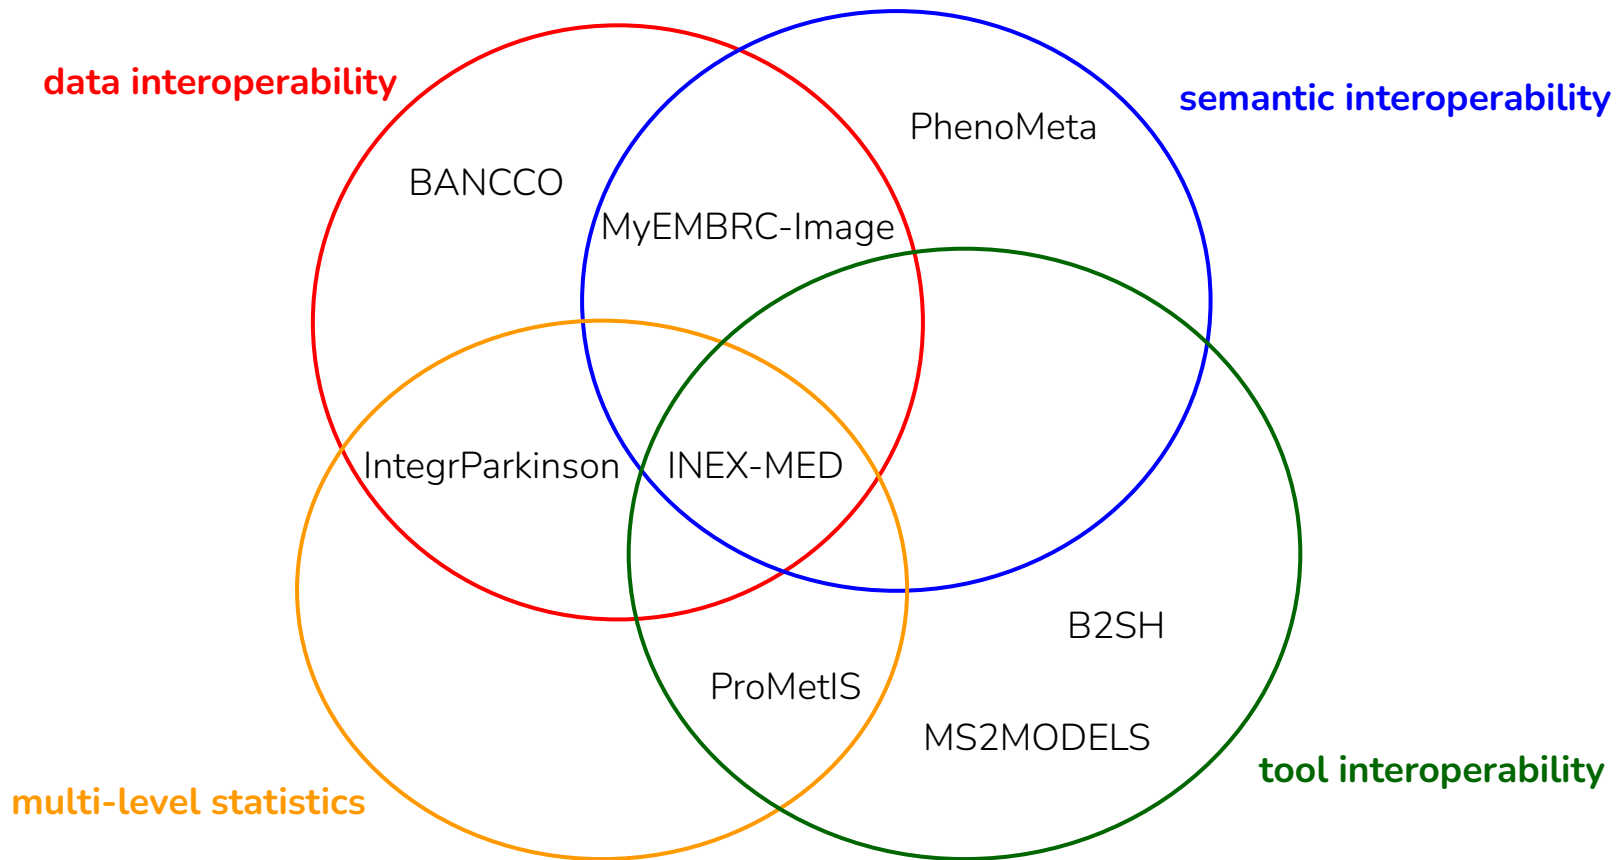 data interoperability
semantic interoperability
PhenoMeta
BANCCO
MyEMBRC-Image
IntegrParkinson
INEX-MED
B2SH
ProMetIS
MS2MODELS
tool interoperability
multi-level statistics